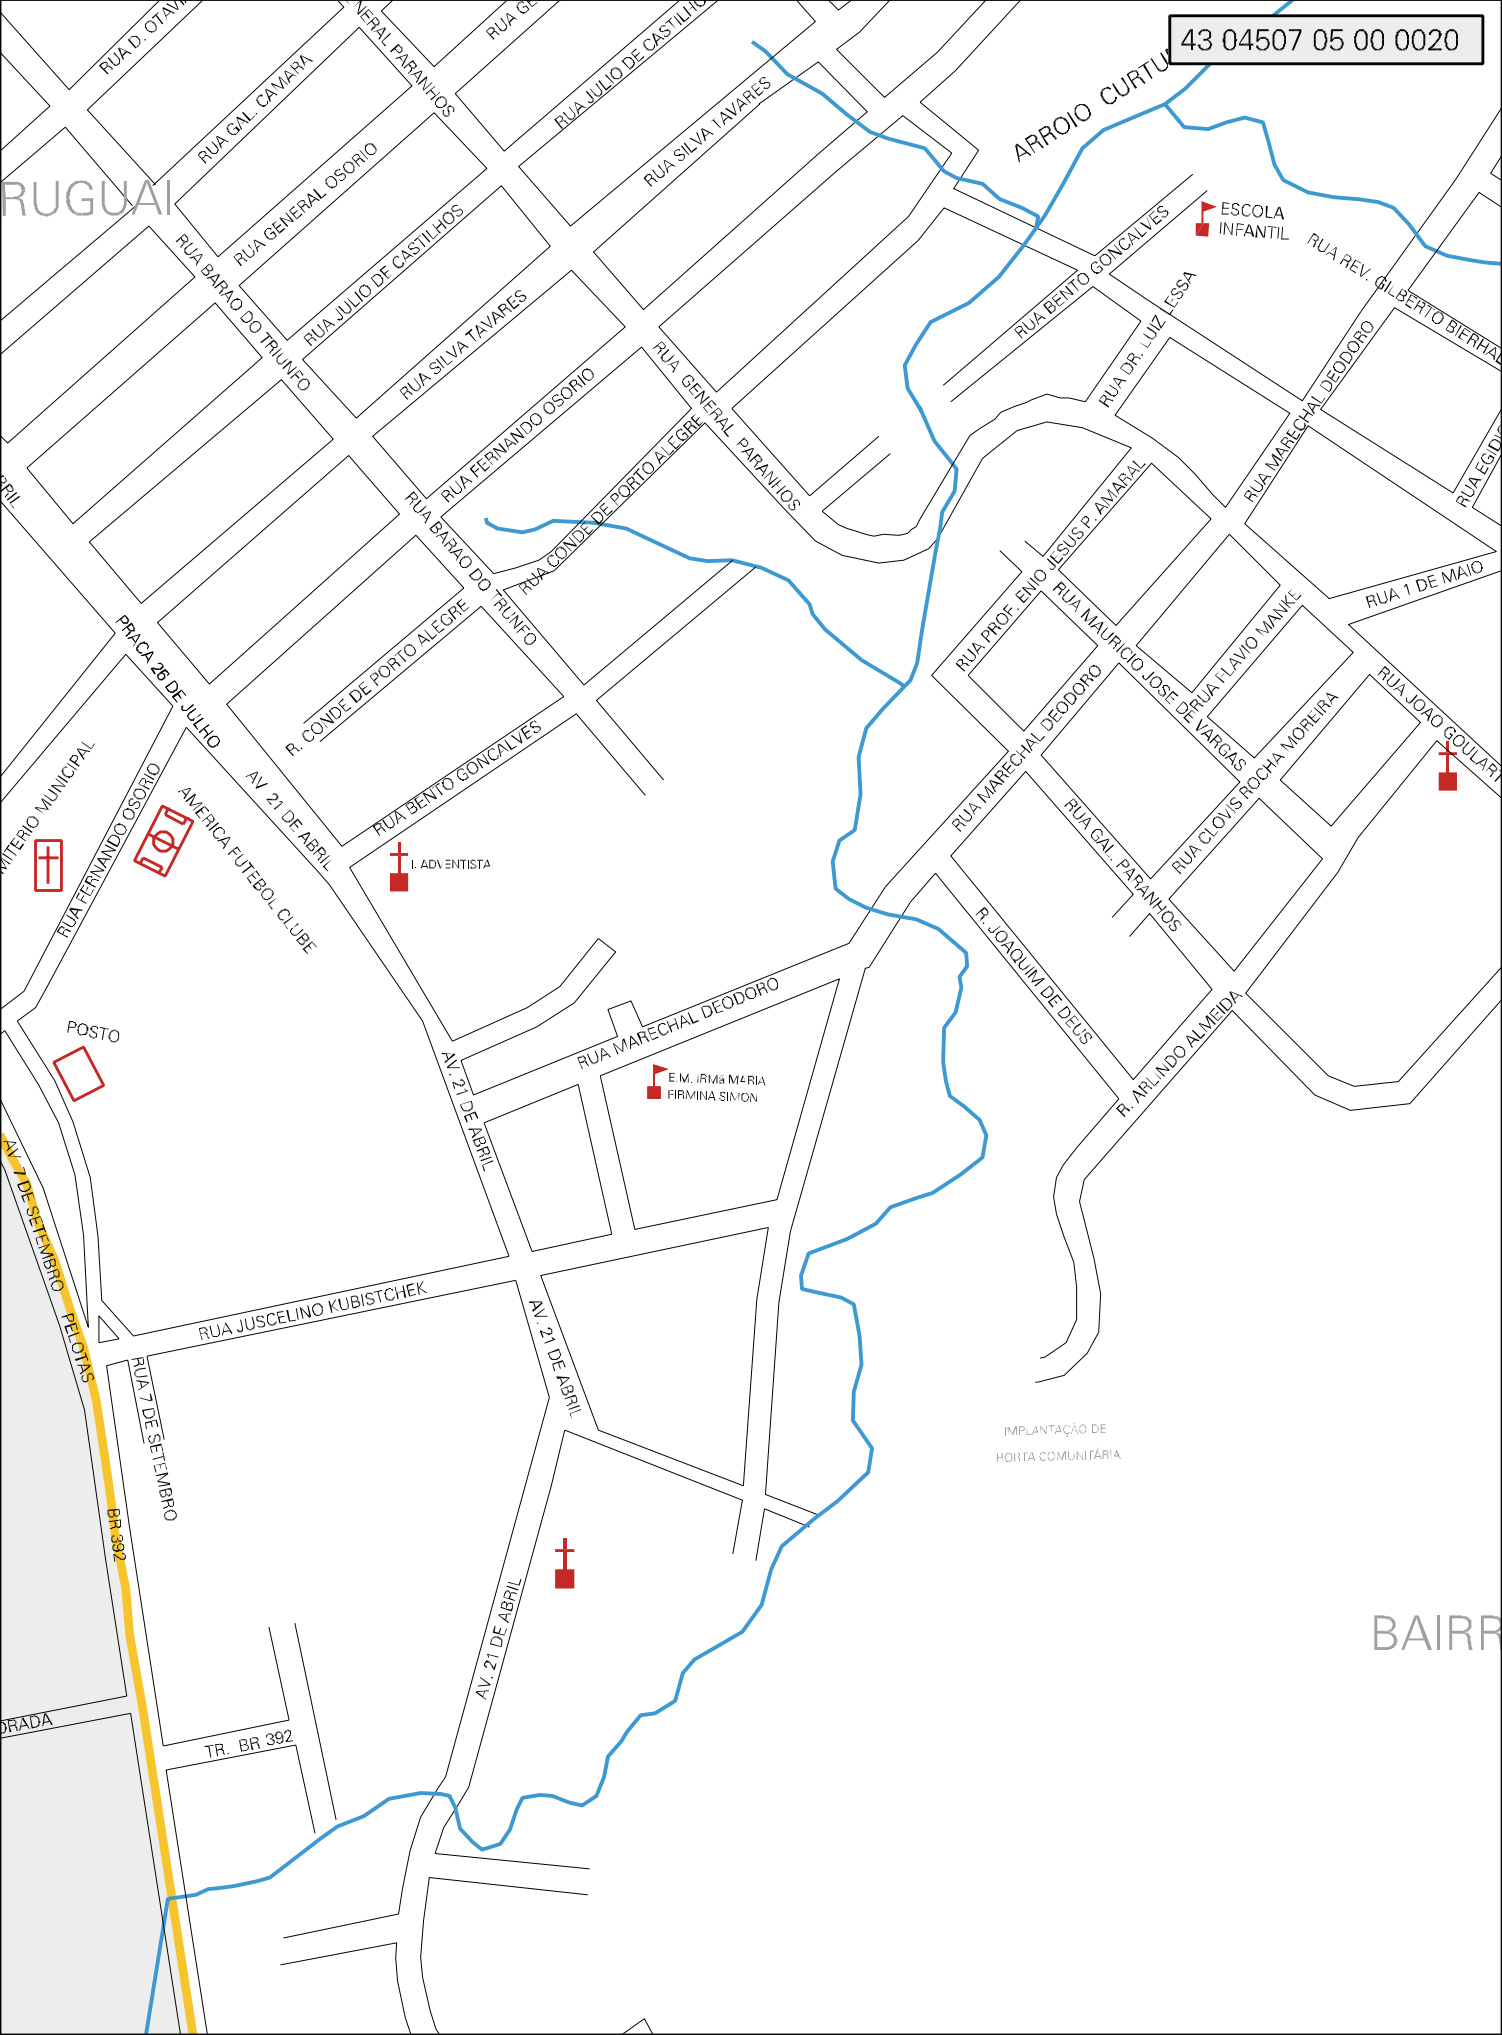 43 04507 05 00 0020
RUA D.
RUA GAL. CAMARA
RUA GENERAL OSORIO
RUA JULIO DE CASTILHOS
RUA SILVA TAVARES
ARROIO
RUGUAI
RUA GENERAL OSORIO
RUA BARAO DO TRIUNFO
RUA JULIO DE CASTILHOS
RUA SILVA TAVARES
RUA FERNANDO OSORIO
RUA GENERAL PARANHOS
RUA CONDE DE PORTO ALEGRE
RUA BARAO DO TRIUNFO
ESCOLA
INFANTIL
RUA BENTO GONCALVES
RUA DR. LUIZ LESSA
RUA REV. GILBERTO
RUA MARECHAL DEODORO
RUA 1 DE MAIO
RUA PROF. ENIO JESUS P. AMARAL
RUA MAURICIO JOSE DE VARGAS
RUA FLAVIO MANKE
RUA JOAO GOULART
RUA CLOVIS ROCHA MOREIRA
RUA MARECHAL DEODORO
RUA GAL. PARANHOS
R. JOAQUIM DE DEUS
R. ARLINDO ALMEIDA
PRACA 26 DE JULHO
R. CONDE DE PORTO ALEGRE
RUA BENTO GONCALVES
AV. 21 DE ABRIL
I. ADVENTISTA
MITERIO MUNICIPAL
RUA FERNANDO OSORIO
AMERICA FUTEBOL CLUBE
POSTO
RUA MARECHAL DEODORO
E.M. IRMã MARIA
FIRMINA SIMON
AV. 21 DE ABRIL
AV. 7 DE SETEMBRO
PELOTAS
RUA JUSCELINO KUBISTCHEK
AV. 21 DE ABRIL
RUA 7 DE SETEMBRO
BR 392
IMPLANTAÇÃO DE
HORTA COMUNITÁRIA
AV. 21 DE ABRIL
BAIRR
ORADA
TR. BR 392